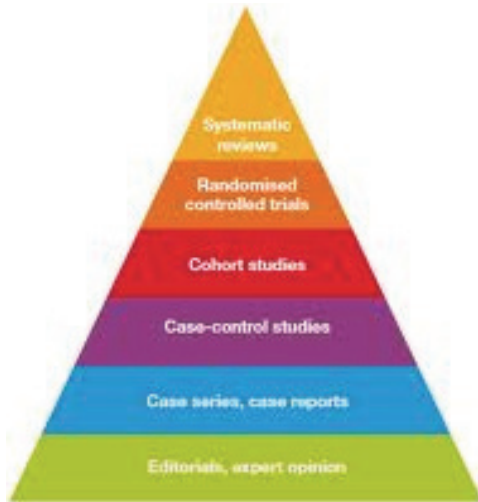 Systematic
reviews
Randomised
controlled trials
Cohort studies
Case-control studies
Case series, case reports
Editorials, expert opinion